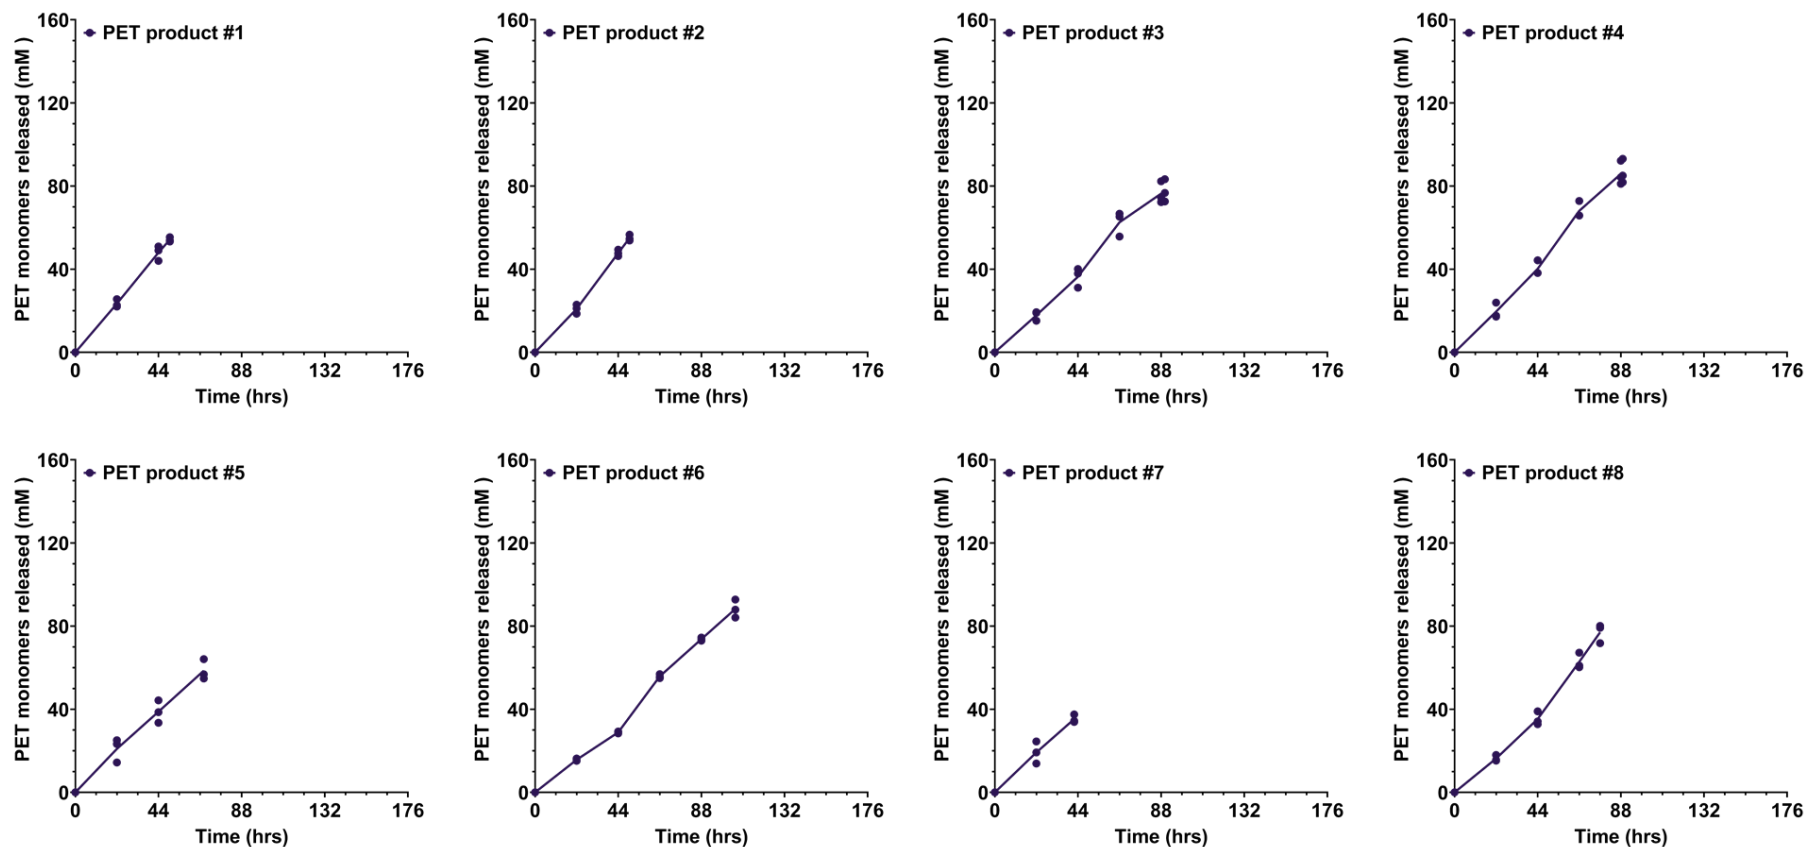 PET product #1
PET monomers released (mM )
160
120
80
40
0
0 44 88 132 176
Time (hrs)
PET product #2
PET monomers released (mM )
160
120
80
40
0
0 44 88 132 176
Time (hrs)
PET product #3
PET monomers released (mM )
160
120
80
40
0
0 44 88 132 176
Time (hrs)
PET product #4
PET monomers released (mM )
160
120
80
40
0
0 44 88 132 176
Time (hrs)
PET product #5
PET monomers released (mM )
160
120
80
40
0
0 44 88 132 176
Time (hrs)
PET product #6
PET monomers released (mM )
160
120
80
40
0
0 44 88 132 176
Time (hrs)
PET product #7
PET monomers released (mM )
160
120
80
40
0
0 44 88 132 176
Time (hrs)
PET product #8
PET monomers released (mM )
160
120
80
40
0
0 44 88 132 176
Time (hrs)